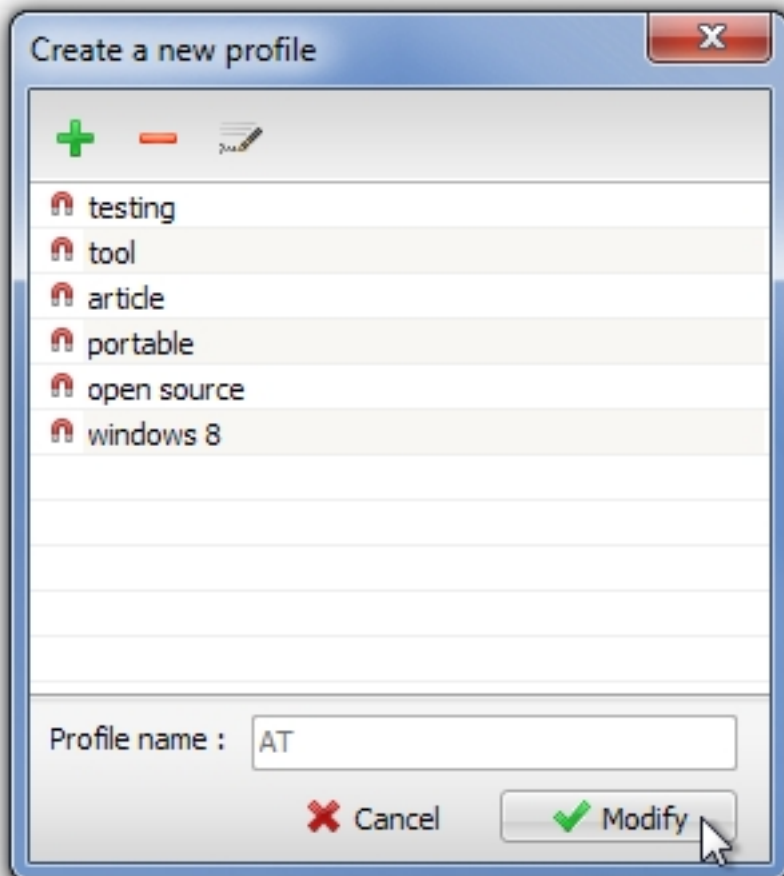 Create a new profile
testing
tool
article
portable
open source
windows 8
Profile name : AT
Cancel Modify